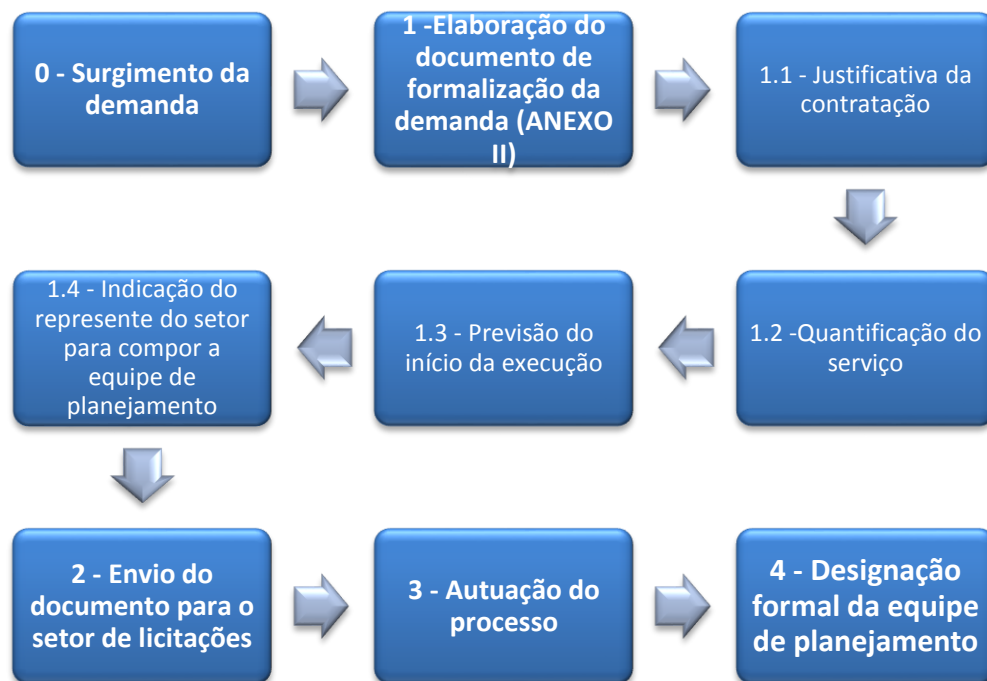 0 - Surgimento da
demanda
1 -Elaboração do
documento de
formalização da
demanda (ANEXO
II)
1.1 - Justificativa da
contratação
1.2 -Quantificação do
serviço
1.3 - Previsão do
início da execução
1.4 - Indicação do
represente do setor
para compor a
equipe de
planejamento
2 - Envio do
documento para o
setor de licitações
3 - Autuação do
processo
4 - Designação
formal da equipe
de planejamento